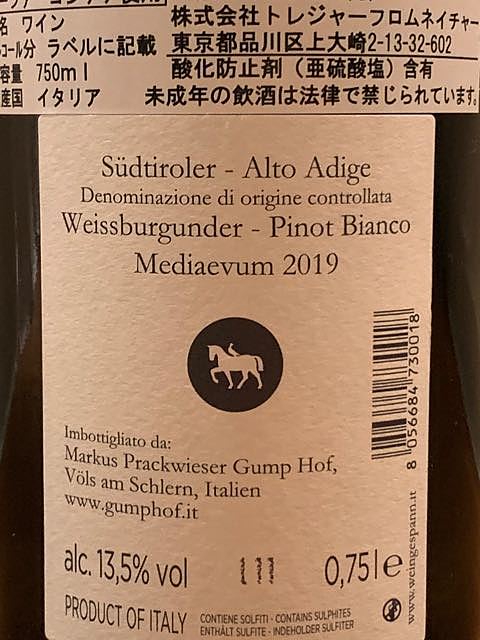 名 ワイン
株式会社トレジャーフロムネイチャー
コール分 ラベルに記載
東京都品川区上大崎2-13-32-602
容量 750ml
酸化防止剤（亜硫酸塩）含有
産国 イタリア
未成年の飲酒は法律で禁じられています。
Südtiroler - Alto Adige
Denominazione di origine controllata
Weissburgunder - Pinot Bianco
Mediaevum 2019
Imbottigliato da:
Markus Prackwieser Gump Hof,
Völs am Schlern, Italien
www.gumphof.it
8 056684 730018
www.weingespann.it
alc. 13,5% vol
0,75 l e
PRODUCT OF ITALY
CONTIENE SOLFITI - CONTAINS SULPHITES
ENTHÄLT SULFITE - INDEHOLDER SULFITER